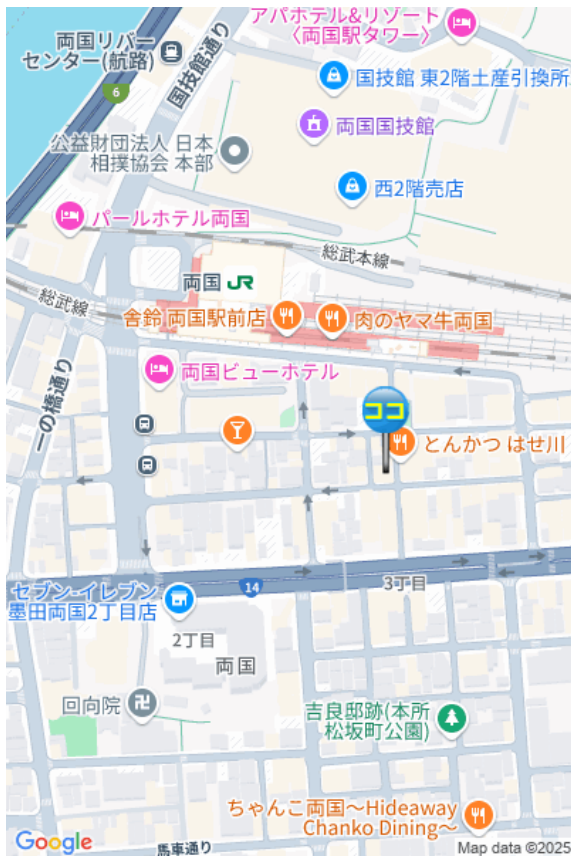 アパホテル&リゾート
〈両国駅タワー〉
両国リバー
センター(航路)
国技館通り
6
国技館 東2階土産引換所
両国国技館
公益財団法人 日本
相撲協会 本部
西2階売店
パールホテル両国
総武本線
両国 JR
総武線
舎鈴 両国駅前店
肉のヤマ牛両国
両国ビューホテル
一の橋通り
ココ
とんかつ はせ川
セブン-イレブン
墨田両国2丁目店
14
3丁目
2丁目
両国
回向院
吉良邸跡(本所
松坂町公園)
ちゃんこ両国～Hideaway
Chanko Dining～
Google
馬車通り
Map data ©2025